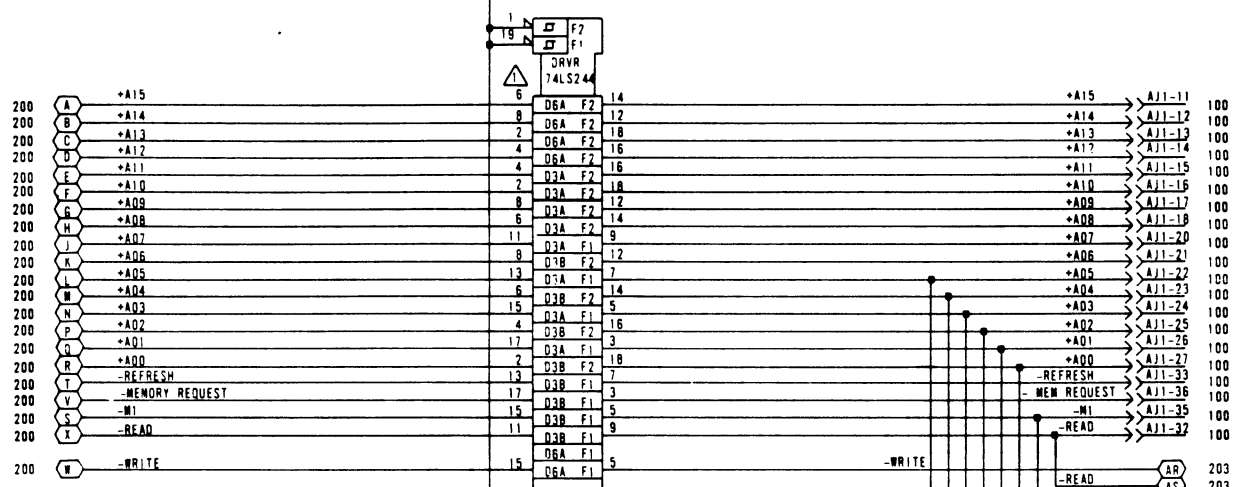 1 F2
19 F1
DRVR
1 74LS244
200 A +A15 6 D6A F2 14 +A15 AJ1-11 100
200 B +A14 8 D6A F2 12 +A14 AJ1-12 100
200 C +A13 2 D6A F2 18 +A13 AJ1-13 100
200 D +A12 4 D6A F2 16 +A12 AJ1-14 100
200 E +A11 4 D3A F2 16 +A11 AJ1-15 100
200 F +A10 2 D3A F2 18 +A10 AJ1-16 100
200 G +A09 8 D3A F2 12 +A09 AJ1-17 100
200 H +A08 6 D3A F2 14 +A08 AJ1-18 100
200 J +A07 11 D3A F1 9 +A07 AJ1-20 100
200 K +A06 8 D3B F2 12 +A06 AJ1-21 100
200 L +A05 13 D3A F1 7 +A05 AJ1-22 100
200 M +A04 6 D3B F2 14 +A04 AJ1-23 100
200 N +A03 15 D3A F1 5 +A03 AJ1-24 100
200 P +A02 4 D3B F2 16 +A02 AJ1-25 100
200 Q +A01 17 D3A F1 3 +A01 AJ1-26 100
200 R +A00 2 D3B F2 18 +A00 AJ1-27 100
200 T -REFRESH 13 D3B F1 7 -REFRESH AJ1-33 100
200 V -MEMORY REQUEST 17 D3B F1 3 - MEM REQUEST AJ1-36 100
200 S -M1 15 D3B F1 5 -M1 AJ1-35 100
200 X -READ 11 D3B F1 9 -READ AJ1-32 100
D6A F1
200 W -WRITE 15 D6A F1 5 -WRITE AR 203
-READ AS 203